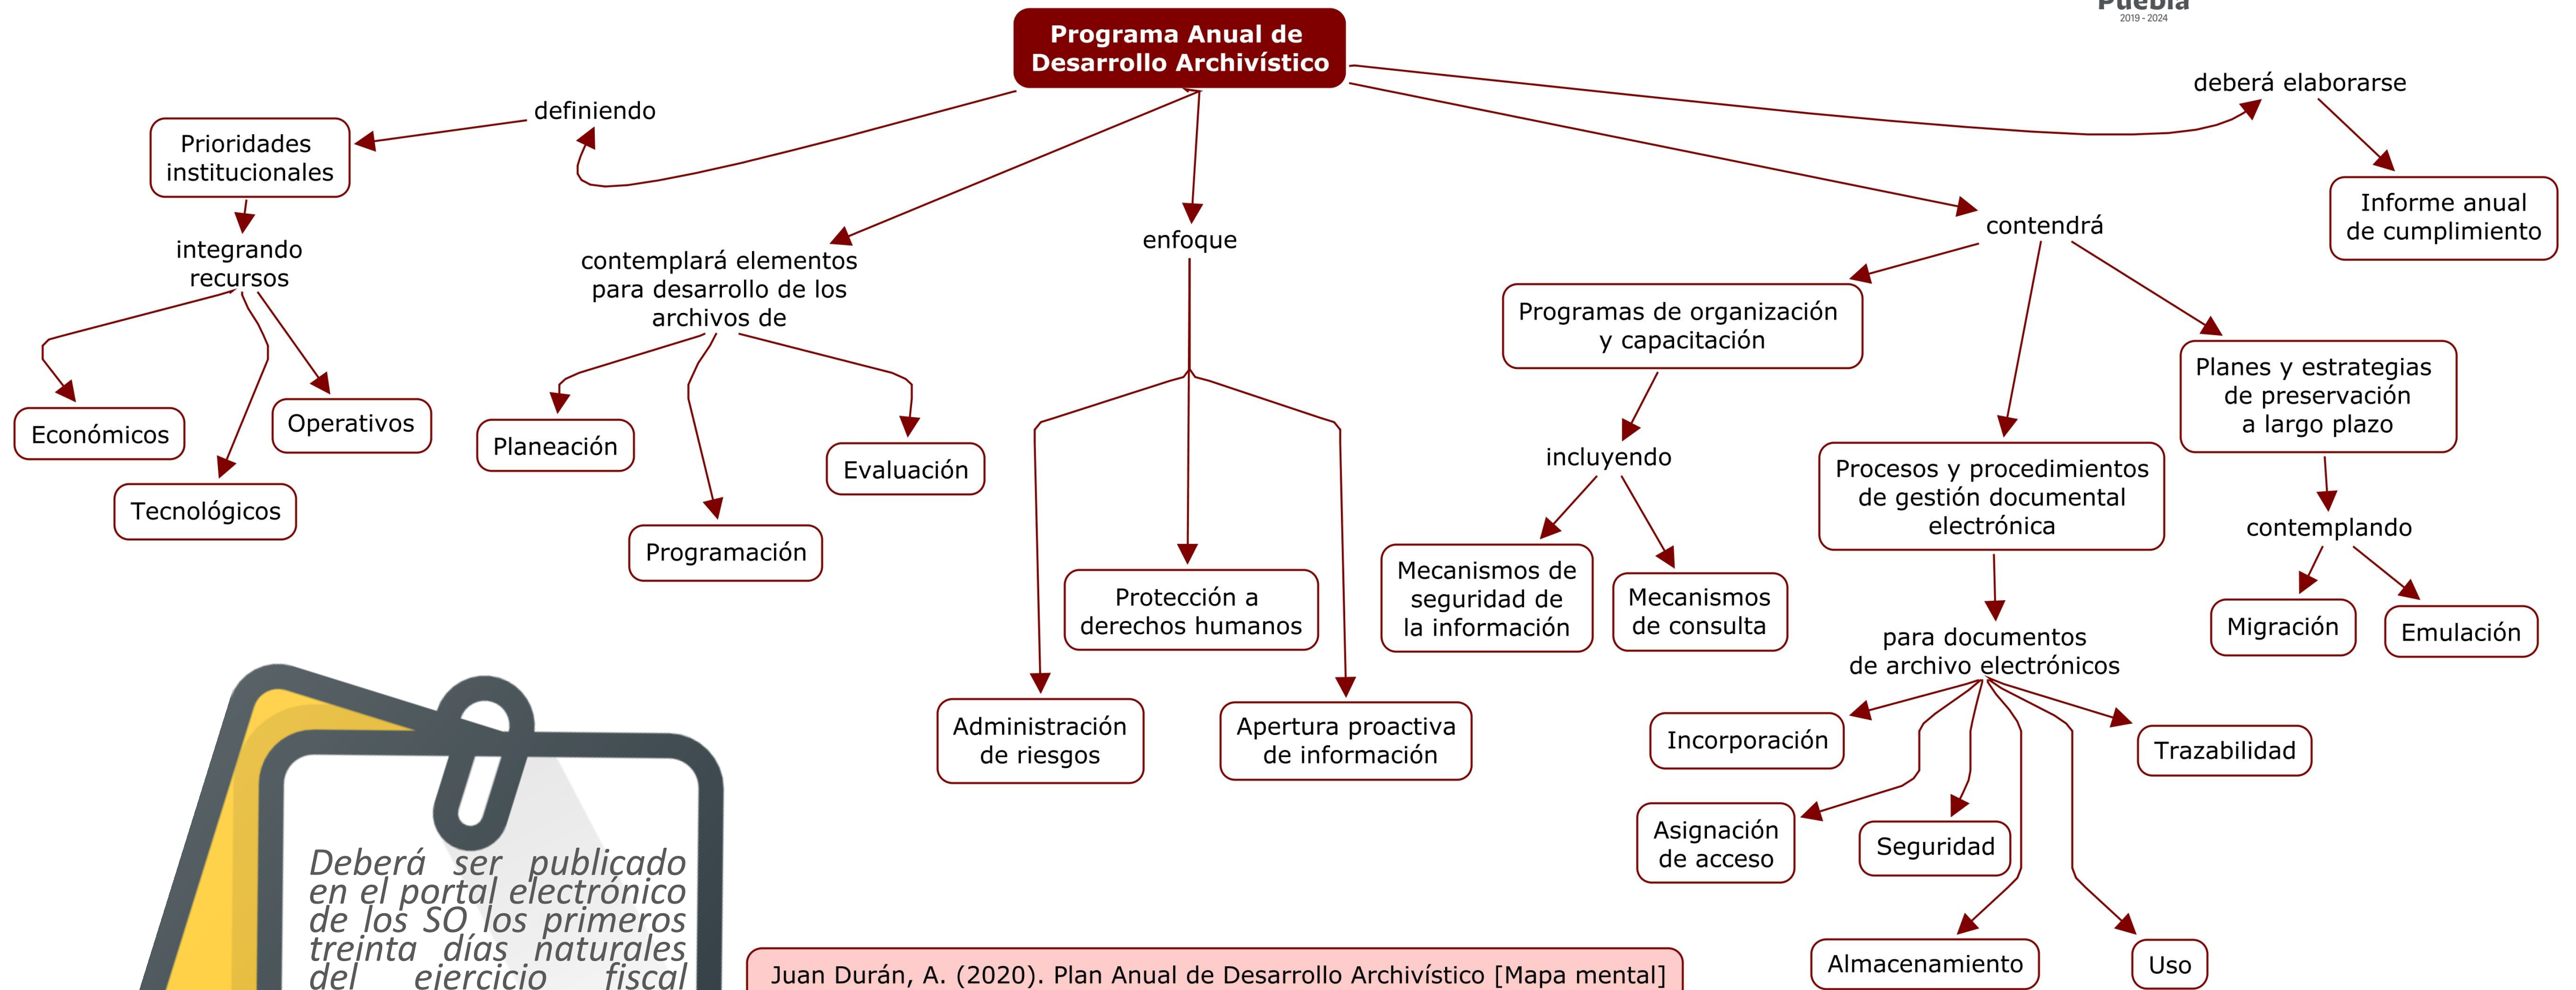 Puebla
2019 - 2024
Programa Anual de
Desarrollo Archivístico
definiendo
Prioridades
institucionales
integrando
recursos
Económicos
Tecnológicos
Operativos
contemplará elementos
para desarrollo de los
archivos de
Planeación
Programación
Evaluación
enfoque
Administración
de riesgos
Protección a
derechos humanos
Apertura proactiva
de información
contendrá
Programas de organización
y capacitación
incluyendo
Mecanismos de
seguridad de
la información
Mecanismos
de consulta
Procesos y procedimientos
de gestión documental
electrónica
para documentos
de archivo electrónicos
Incorporación
Asignación
de acceso
Seguridad
Almacenamiento
Uso
Trazabilidad
Planes y estrategias
de preservación
a largo plazo
contemplando
Migración
Emulación
deberá elaborarse
Informe anual
de cumplimiento
Deberá ser publicado
en el portal electrónico
de los SO los primeros
treinta días naturales
del ejercicio fiscal
Juan Durán, A. (2020). Plan Anual de Desarrollo Archivístico [Mapa mental]